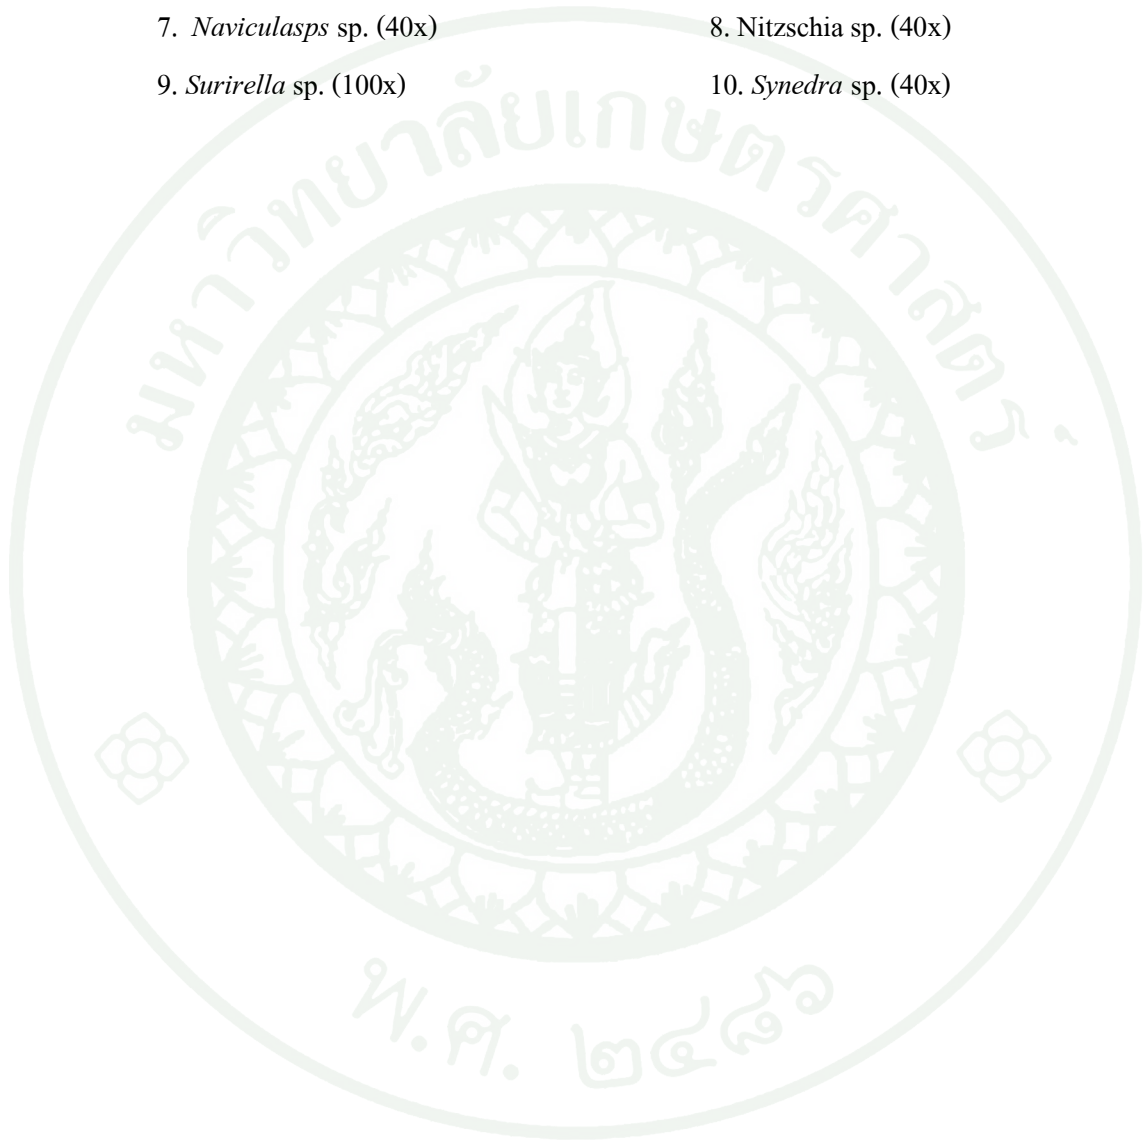 7. Naviculasps sp. (40x) 8. Nitzschia sp. (40x)
9. Surirella sp. (100x) 10. Synedra sp. (40x)
มหาวิทยาลัยเกษตรศาสตร์
พ.ศ. ๒๔๘๖